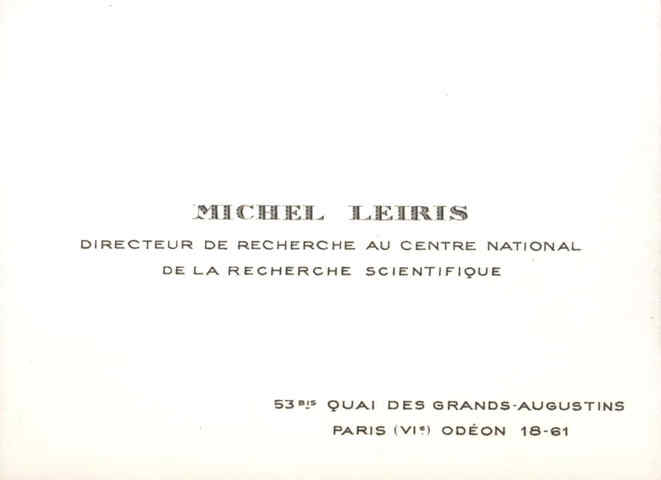 MICHEL LEIRIS
DIRECTEUR DE RECHERCHE AU CENTRE NATIONAL
DE LA RECHERCHE SCIENTIFIQUE
53 BIS QUAI DES GRANDS-AUGUSTINS
PARIS (VIe) ODÉON 18-61